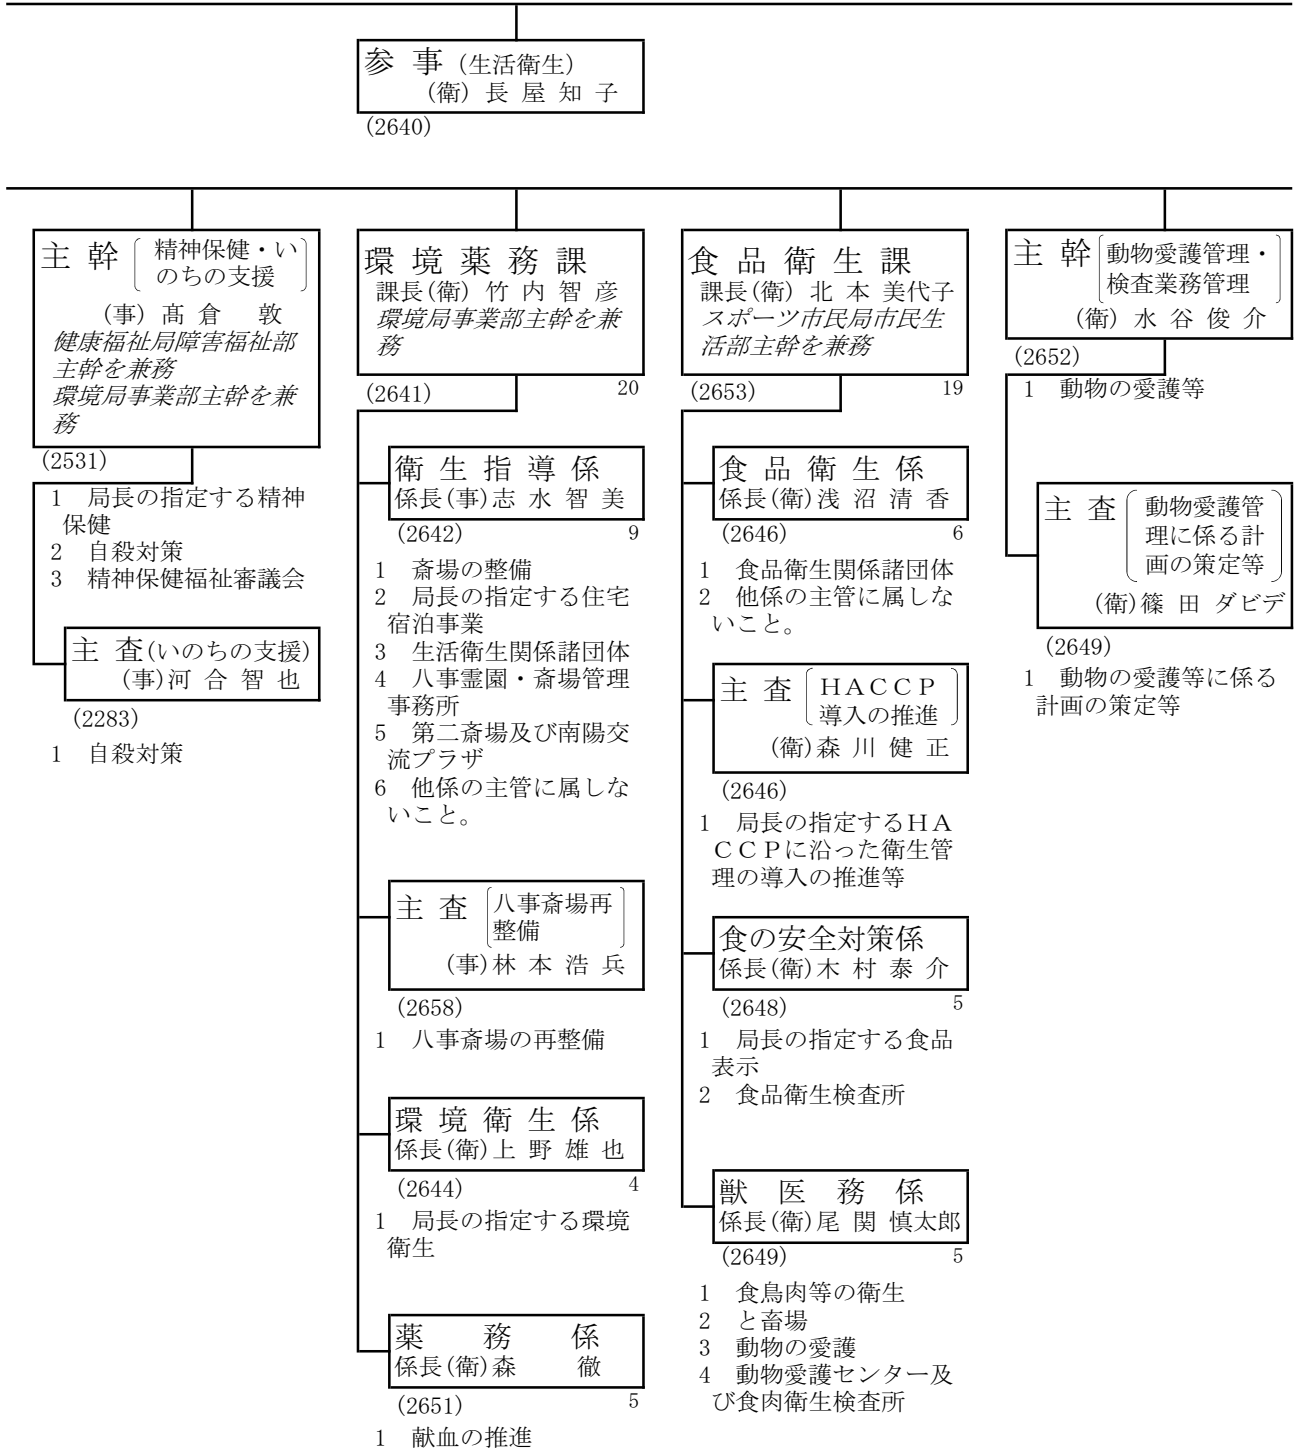 参 事 (生活衛生)
(衛) 長 屋 知 子
(2640)
主 幹 精神保健・い
のちの支援
(事) 髙 倉 敦
健康福祉局障害福祉部
主幹を兼務
環境局事業部主幹を兼
務
(2531)
1 局長の指定する精神
保健
2 自殺対策
3 精神保健福祉審議会
主 査(いのちの支援)
(事)河 合 智 也
(2283)
1 自殺対策
環 境 薬 務 課
課長(衛) 竹 内 智 彦
環境局事業部主幹を兼
務
(2641) 20
衛 生 指 導 係
係長(事)志 水 智 美
(2642) 9
1 斎場の整備
2 局長の指定する住宅
宿泊事業
3 生活衛生関係諸団体
4 八事霊園・斎場管理
事務所
5 第二斎場及び南陽交
流プラザ
6 他係の主管に属しな
いこと。
主 査 八事斎場再
整備
(事)林 本 浩 兵
(2658)
1 八事斎場の再整備
環 境 衛 生 係
係長(衛)上 野 雄 也
(2644) 4
1 局長の指定する環境
衛生
薬 務 係
係長(衛)森 徹
(2651) 5
1 献血の推進
食 品 衛 生 課
課長(衛) 北 本 美代子
スポーツ市民局市民生
活部主幹を兼務
(2653) 19
食 品 衛 生 係
係長(衛)浅 沼 清 香
(2646) 6
1 食品衛生関係諸団体
2 他係の主管に属しな
いこと。
主 査 HACCP
導入の推進
(衛)森 川 健 正
(2646)
1 局長の指定するHA
CCPに沿った衛生管
理の導入の推進等
食の安全対策係
係長(衛)木 村 泰 介
(2648) 5
1 局長の指定する食品
表示
2 食品衛生検査所
獣 医 務 係
係長(衛)尾 関 慎太郎
(2649) 5
1 食鳥肉等の衛生
2 と畜場
3 動物の愛護
4 動物愛護センター及
び食肉衛生検査所
主 幹 動物愛護管理・
検査業務管理
(衛) 水 谷 俊 介
(2652)
1 動物の愛護等
主 査 動物愛護管
理に係る計
画の策定等
(衛)篠 田 ダビデ
(2649)
1 動物の愛護等に係る
計画の策定等